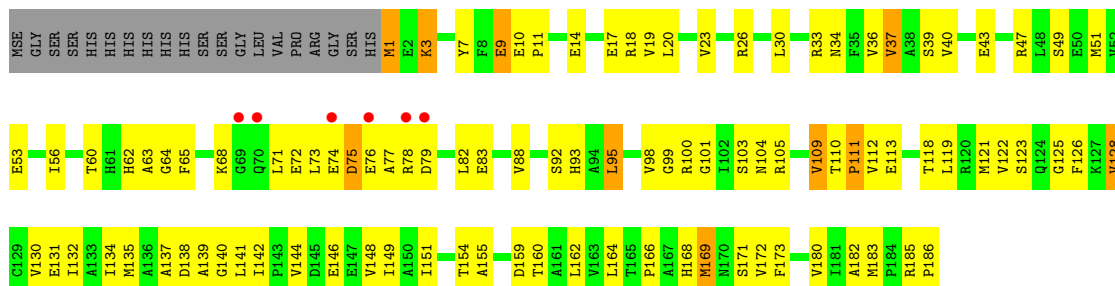 MSE GLY SER SER HIS HIS HIS HIS HIS HIS SER SER GLY LEU VAL PRO ARG GLY SER HIS M1 E2 K3 Y7 F8 E9 E10 P11 E14 E17 R18 V19 L20 V23 R26 L30 R33 N34 F35 V36 V37 A38 S39 V40 E43 R47 L48 S49 E50 M51 V52
E53 I56 T60 H61 H62 A63 G64 F65 K68 G69 Q70 L71 E72 L73 E74 D75 E76 A77 R78 D79 L82 E83 V88 S92 H93 A94 L95 V98 G99 R100 G101 I102 S103 N104 R105 V109 T110 P111 V112 E113 T118 L119 R120 M121 V122 S123 Q124 G125 F126 K127 V128
C129 V130 E131 I132 A133 I134 M135 A136 A137 D138 A139 G140 L141 I142 P143 V144 D145 E146 E147 V148 I149 A150 I151 T154 A155 D159 T160 A161 L162 V163 L164 T165 P166 A167 H168 M169 N170 S171 V172 F173 V180 I181 A182 M183 P184 R185 P186